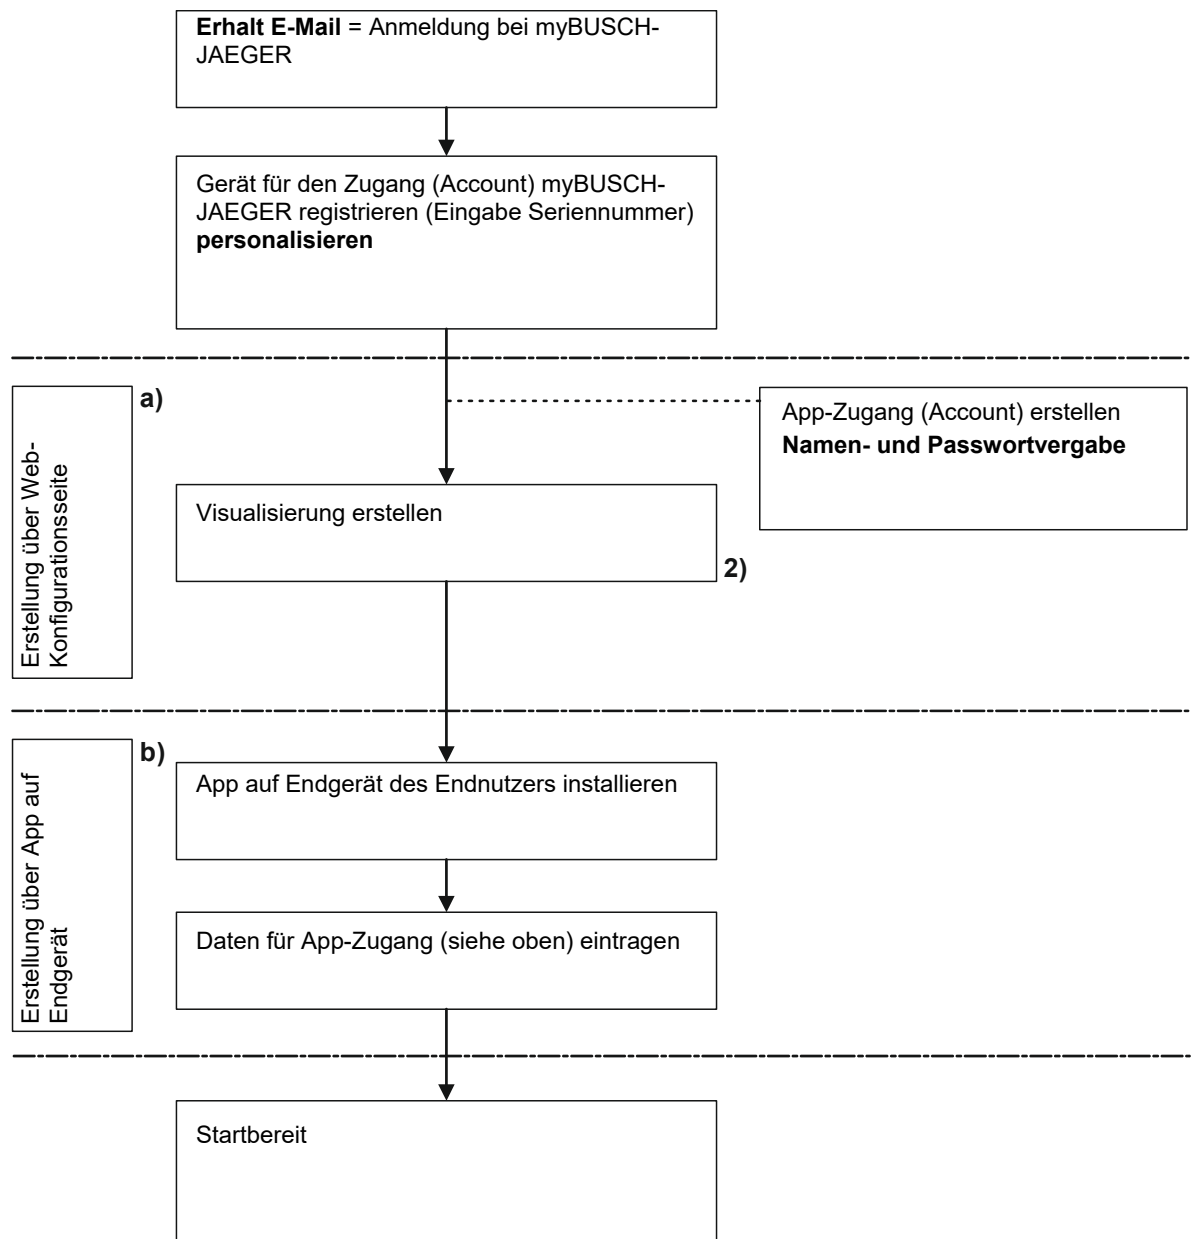 Erhalt E-Mail = Anmeldung bei myBUSCH-
JAEGER
Gerät für den Zugang (Account) myBUSCH-
JAEGER registrieren (Eingabe Seriennummer)
personalisieren
Erstellung über Web-
Konfigurationsseite
a)
App-Zugang (Account) erstellen
Namen- und Passwortvergabe
Visualisierung erstellen
2)
Erstellung über App auf
Endgerät
b)
App auf Endgerät des Endnutzers installieren
Daten für App-Zugang (siehe oben) eintragen
Startbereit